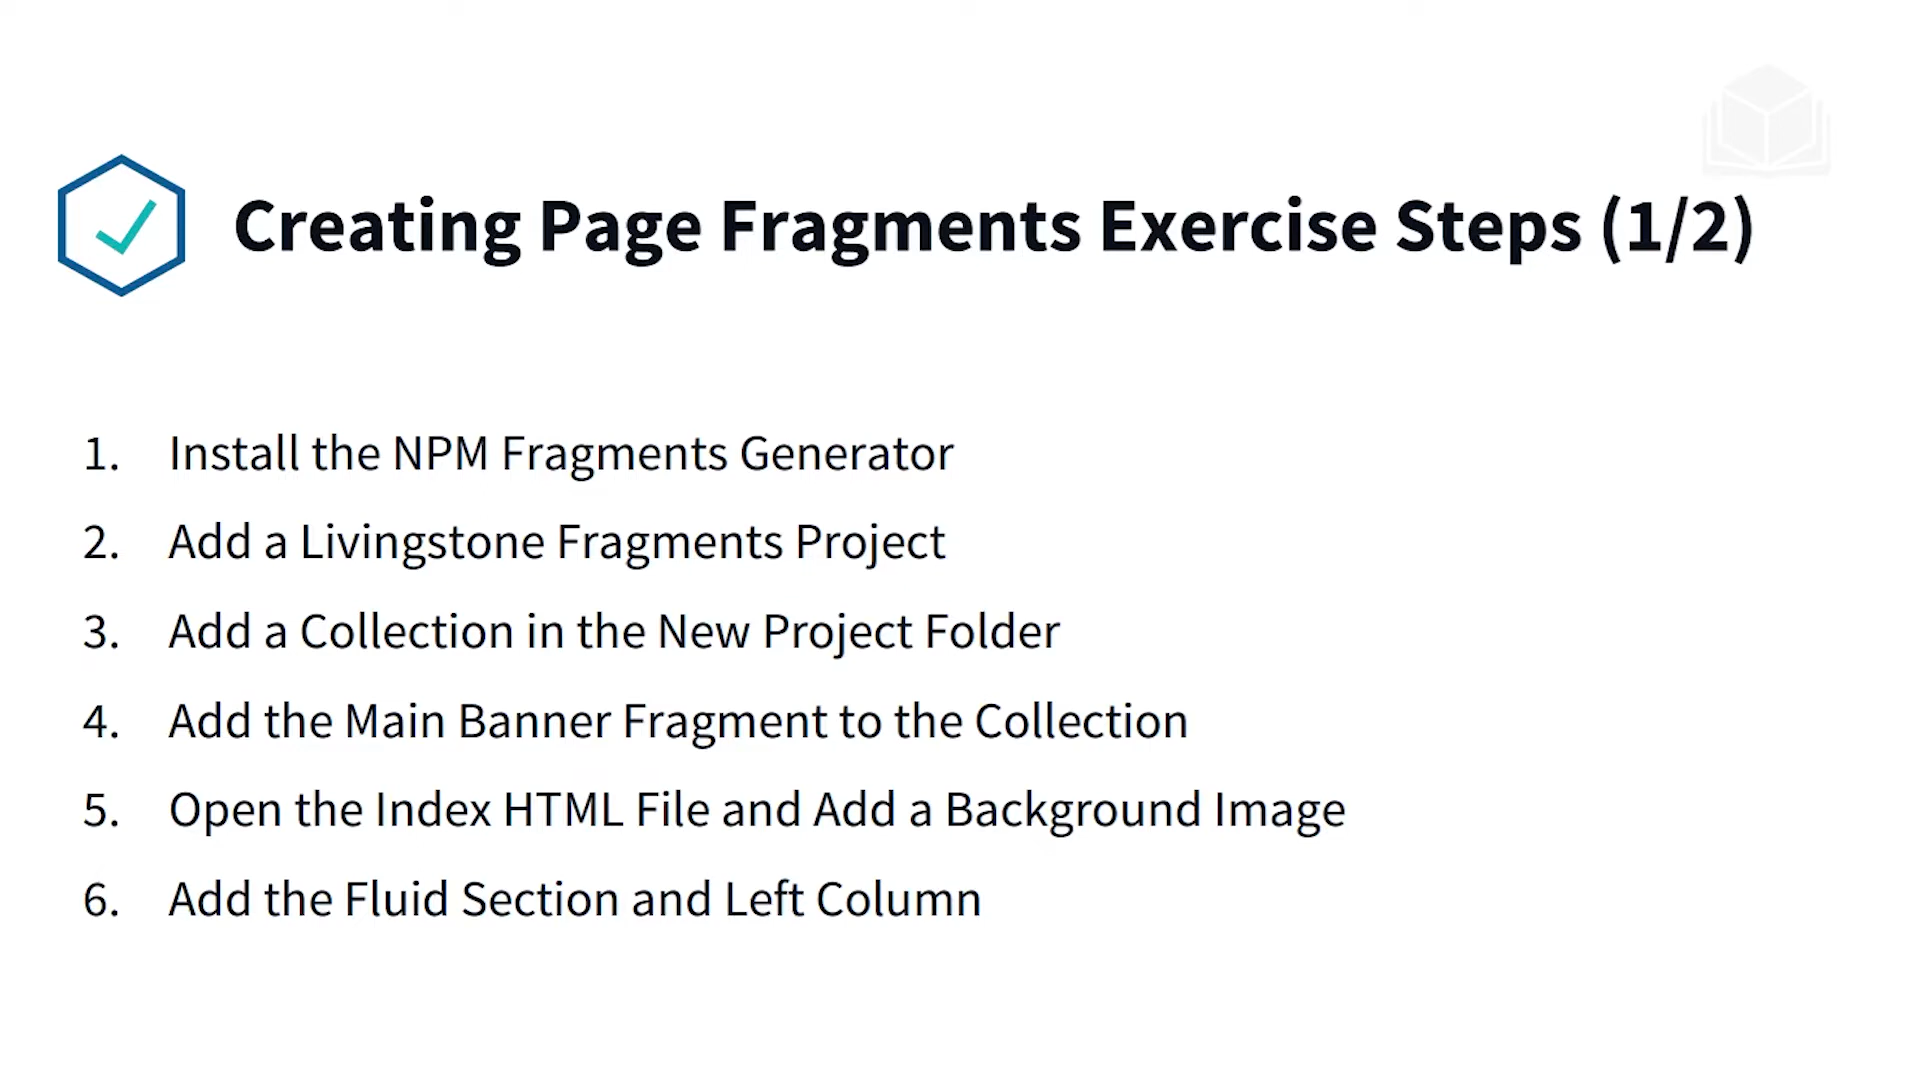 Creating Page Fragments Exercise Steps (1/2)
1. Install the NPM Fragments Generator
2. Add a Livingstone Fragments Project
3. Add a Collection in the New Project Folder
4. Add the Main Banner Fragment to the Collection
5. Open the Index HTML File and Add a Background Image
6. Add the Fluid Section and Left Column